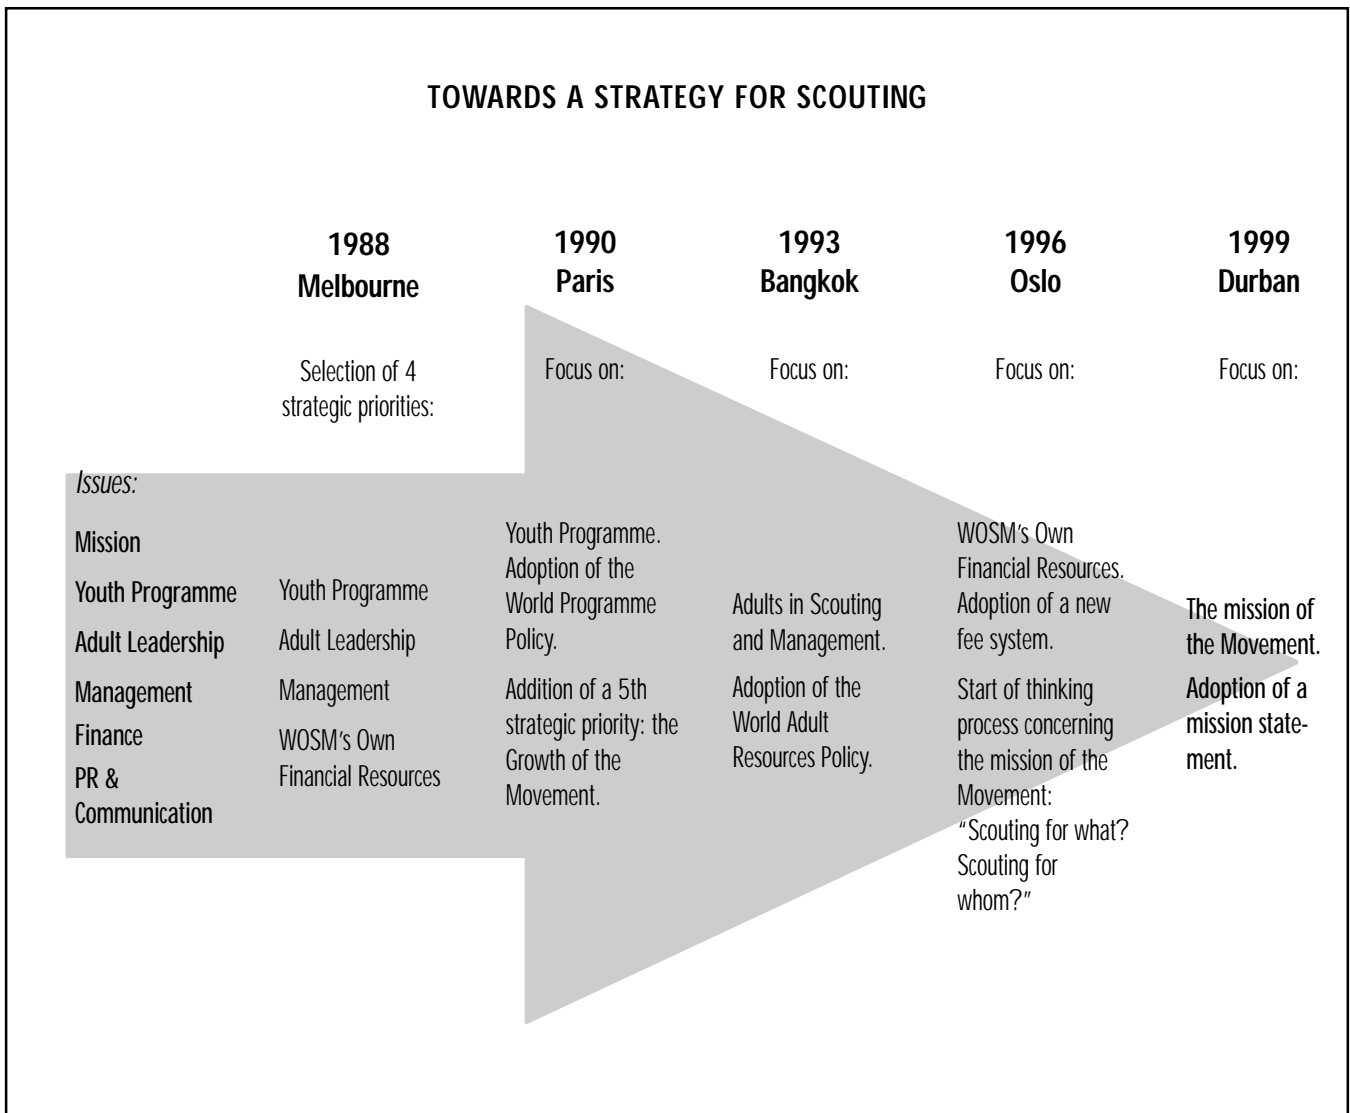 TOWARDS A STRATEGY FOR SCOUTING
1988
Melbourne
1990
Paris
1993
Bangkok
1996
Oslo
1999
Durban
Selection of 4
strategic priorities:
Focus on:
Focus on:
Focus on:
Focus on:
Issues:
Mission
Youth Programme
Adult Leadership
Management
Finance
PR &
Communication
Youth Programme
Adult Leadership
Management
WOSM's Own
Financial Resources
Youth Programme.
Adoption of the
World Programme
Policy.
Addition of a 5th
strategic priority: the
Growth of the
Movement.
Adults in Scouting
and Management.
Adoption of the
World Adult
Resources Policy.
WOSM's Own
Financial Resources.
Adoption of a new
fee system.
Start of thinking
process concerning
the mission of the
Movement:
"Scouting for what?
Scouting for
whom?"
The mission of
the Movement.
Adoption of a
mission state-
ment.